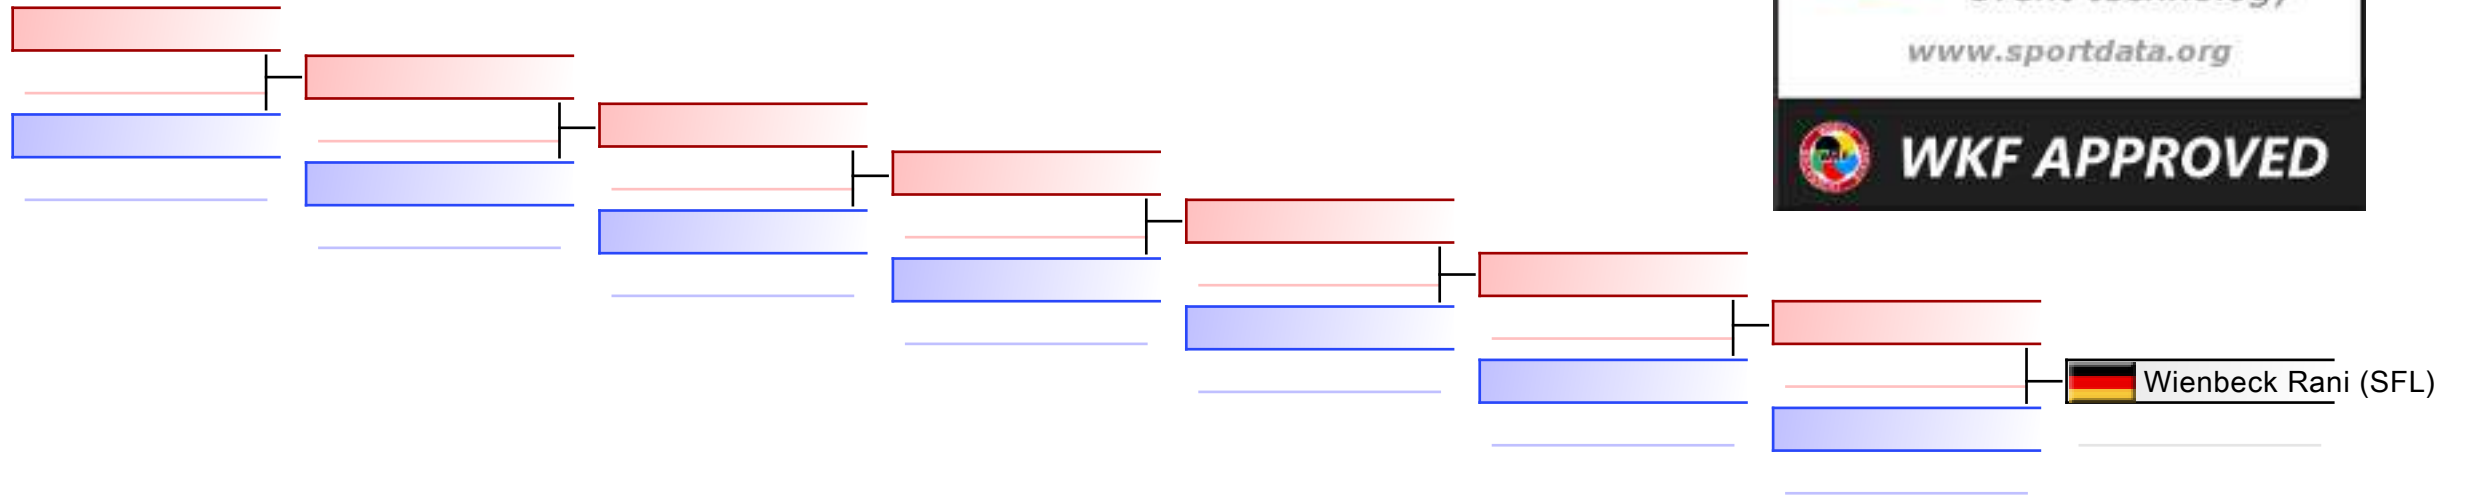 www.sportdata.org
WKF APPROVED
Wienbeck Rani (SFL)